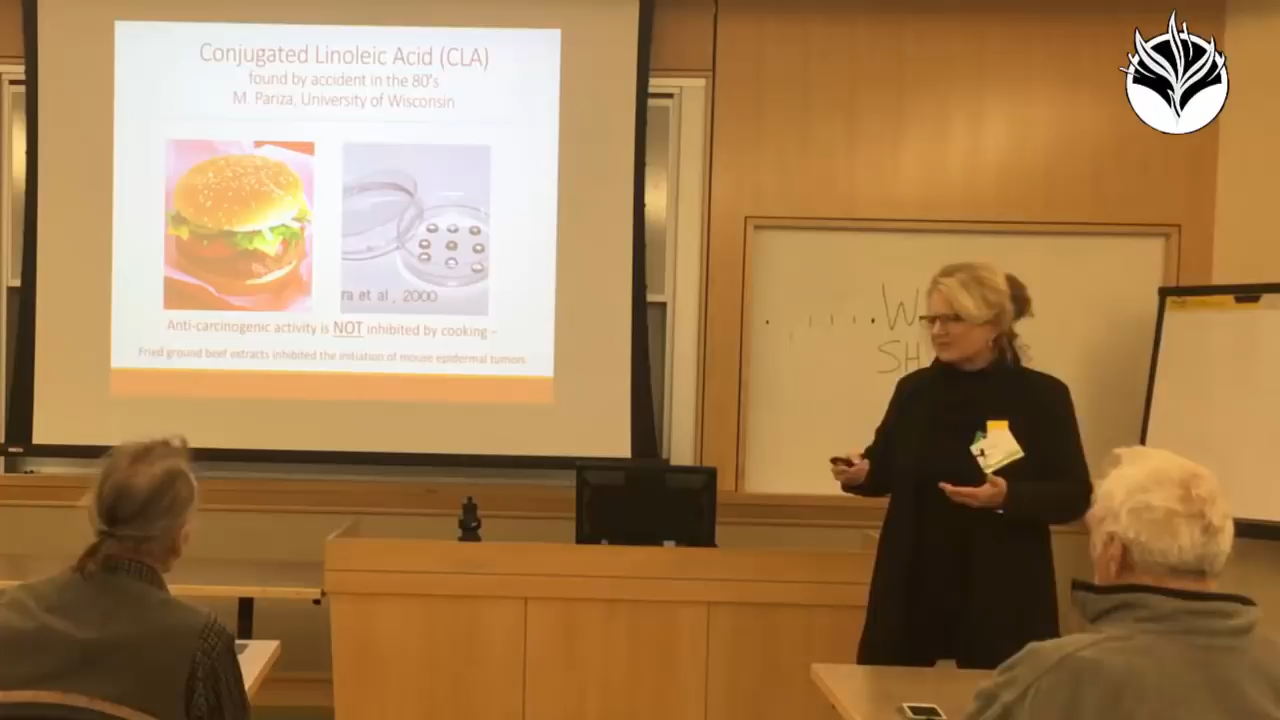 Conjugated Linoleic Acid (CLA)
found by accident in the 80's
M. Pariza, University of Wisconsin
ra et al , 2000
Anti-carcinogenic activity is NOT inhibited by cooking -
Fried ground beef extracts inhibited the initiation of mouse epidermal tumors
W
SH